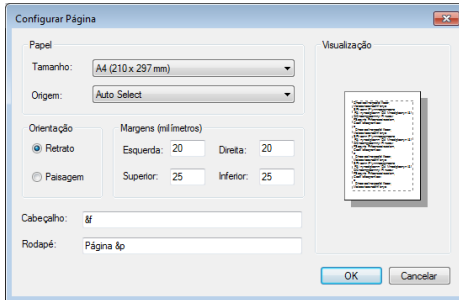 Configurar Página
Papel
Visualização
Tamanho: A4 (210 x 297 mm)
Origem: Auto Select
Orientação
Margens (milímetros)
Retrato
Esquerda: 20 Direita: 20
Paisagem
Superior: 25 Inferior: 25
Cabeçalho: &f
Rodapé: Página &p
OK Cancelar